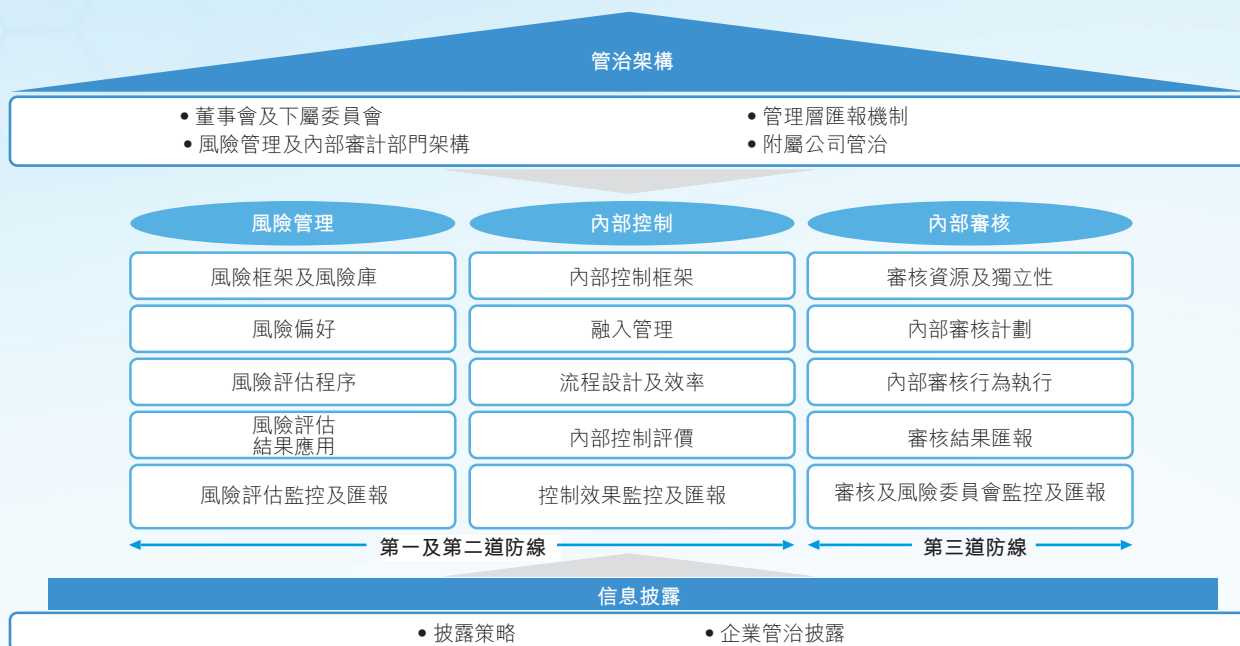 管治架構
• 董事會及下屬委員會
• 管理層匯報機制
• 風險管理及內部審計部門架構
• 附屬公司管治
風險管理
內部控制
內部審核
風險框架及風險庫
內部控制框架
審核資源及獨立性
風險偏好
融入管理
內部審核計劃
風險評估程序
流程設計及效率
內部審核行為執行
風險評估
結果應用
內部控制評價
審核結果匯報
風險評估監控及匯報
控制效果監控及匯報
審核及風險委員會監控及匯報
第一及第二道防線
第三道防線
信息披露
• 披露策略
• 企業管治披露